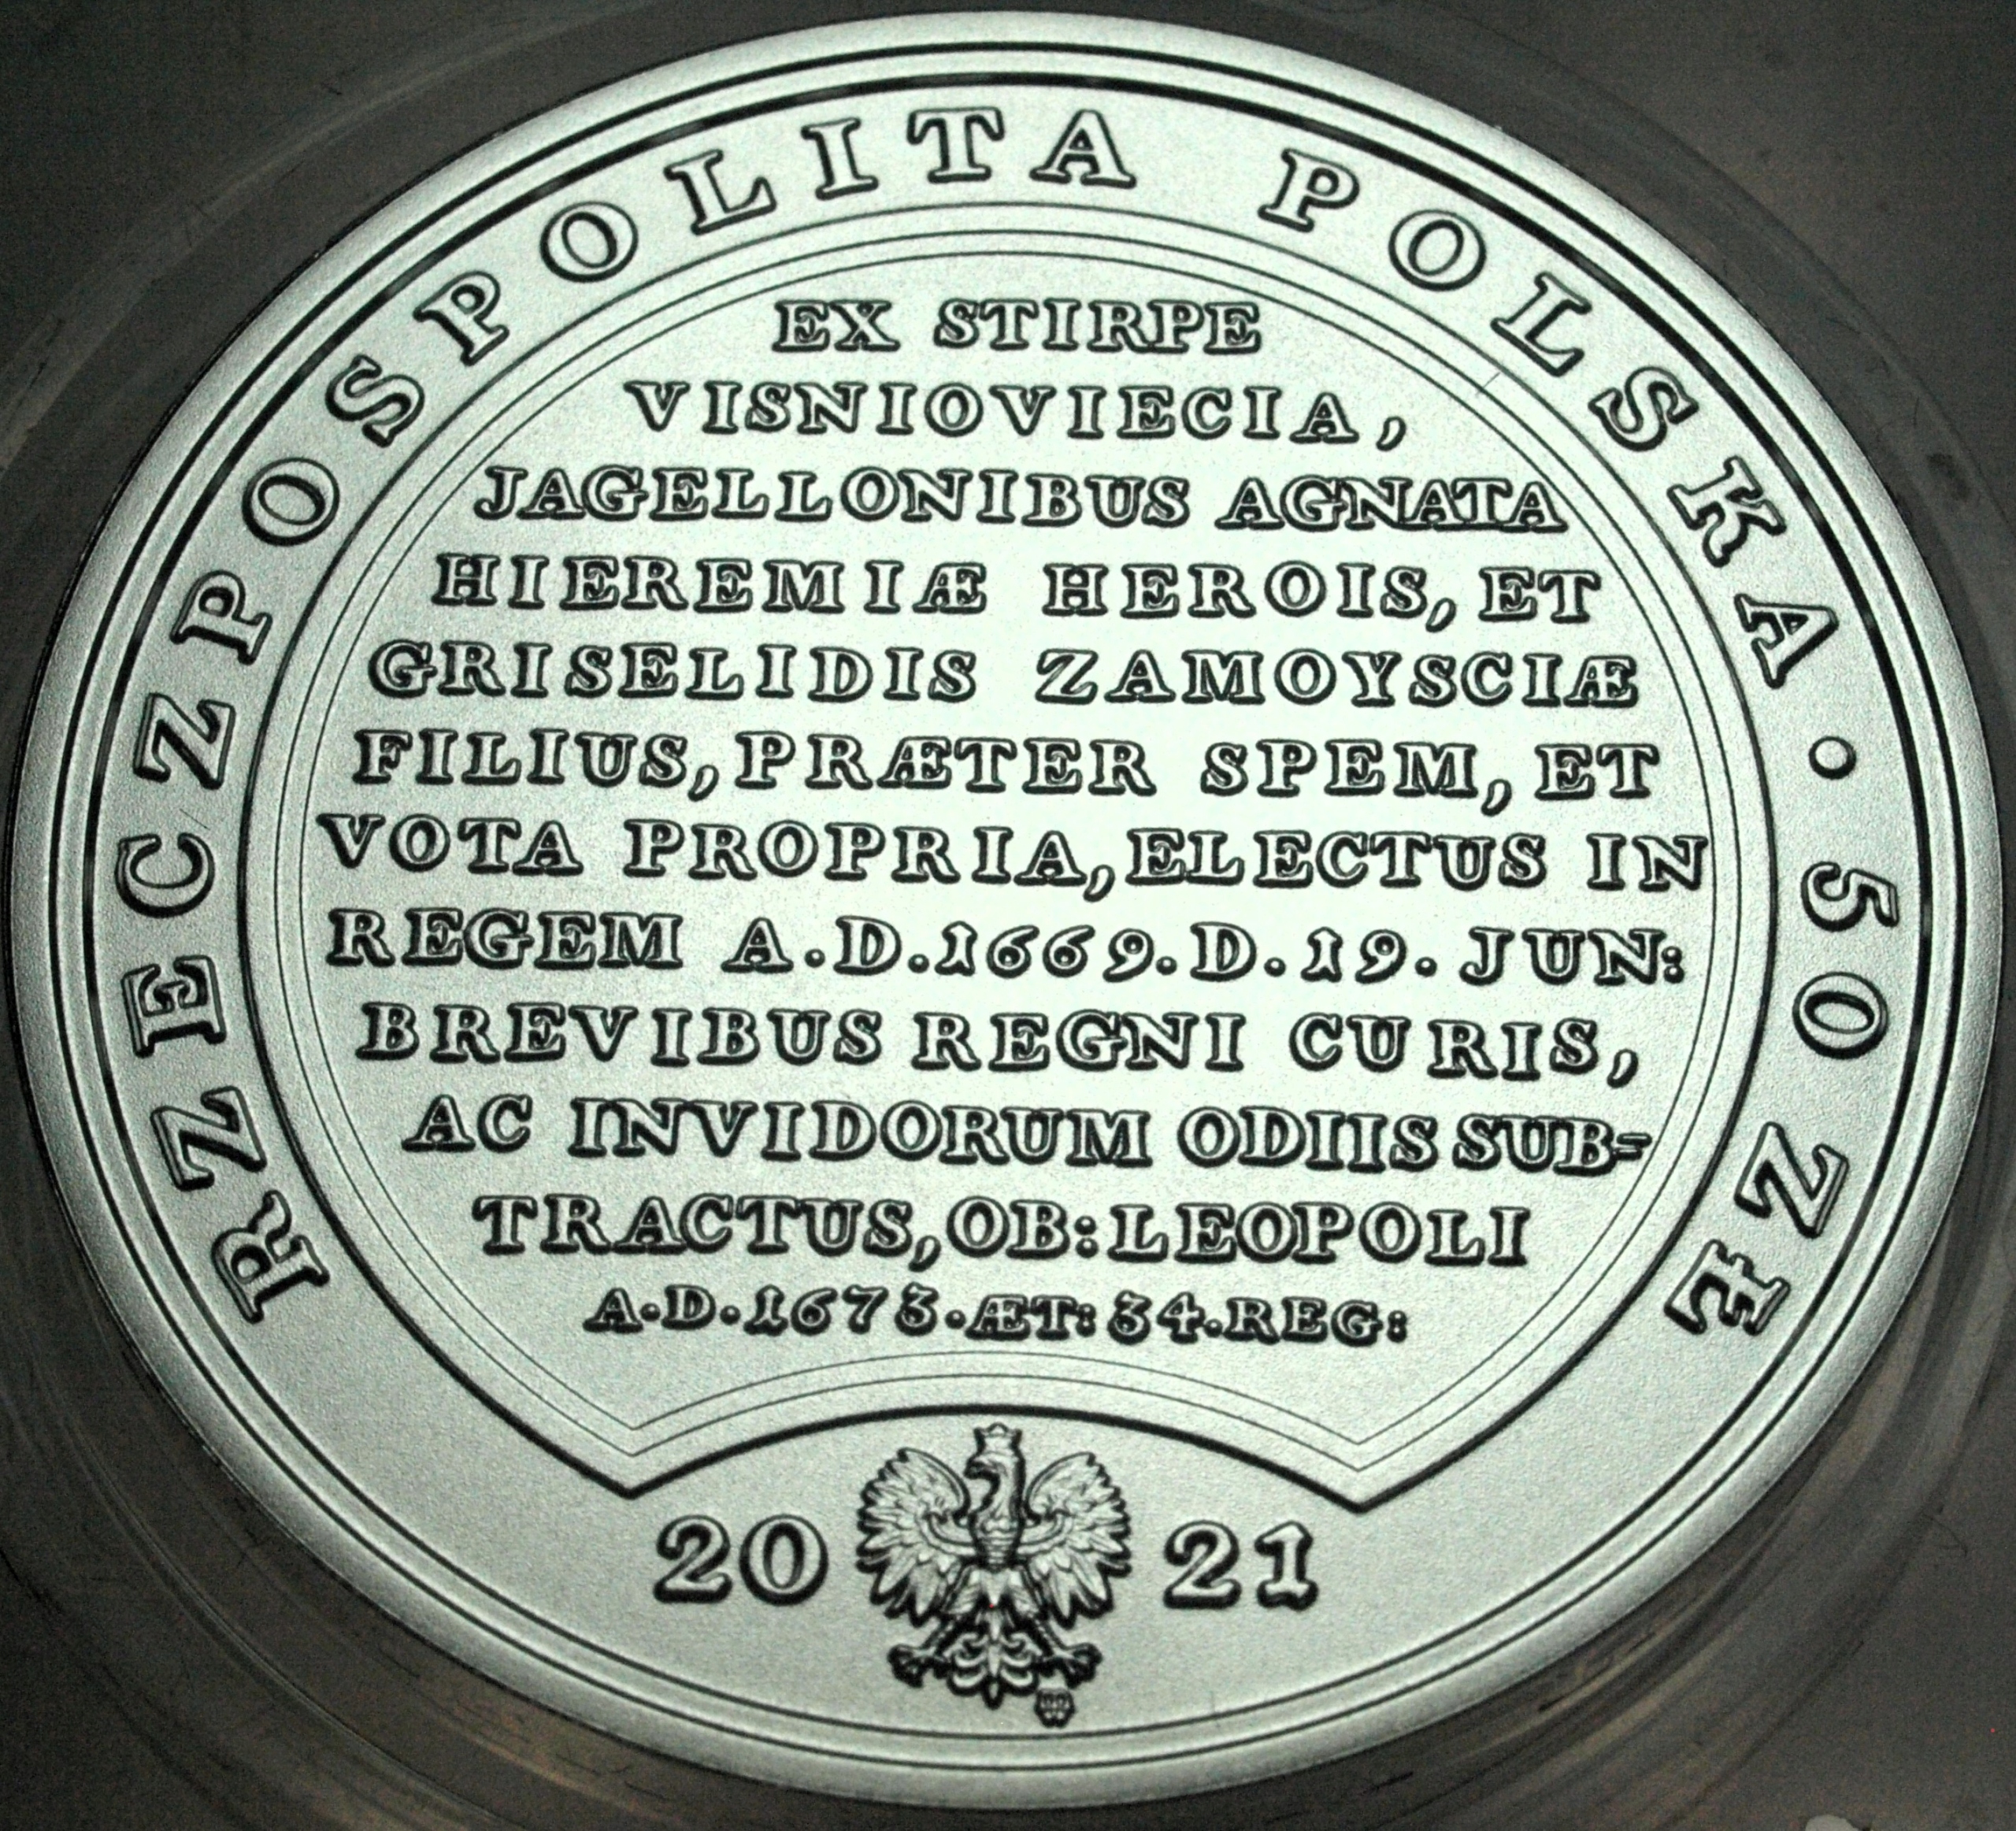 RZECZPOSPOLITA POLSKA • 50 ZŁ
EX STIRPE
VISNIOVIECIA,
JAGELLONIBUS AGNATA
HIEREMIÆ HEROIS, ET
GRISELIDIS ZAMOYSCIÆ
FILIUS, PRÆTER SPEM, ET
VOTA PROPRIA, ELECTUS IN
REGEM A.D.1669.D.19.JUN:
BREVIBUS REGNI CURIS,
AC INVIDORUM ODIIS SUB=
TRACTUS, OB: LEOPOLI
A.D.1673.ÆT:34.REG:
20 21